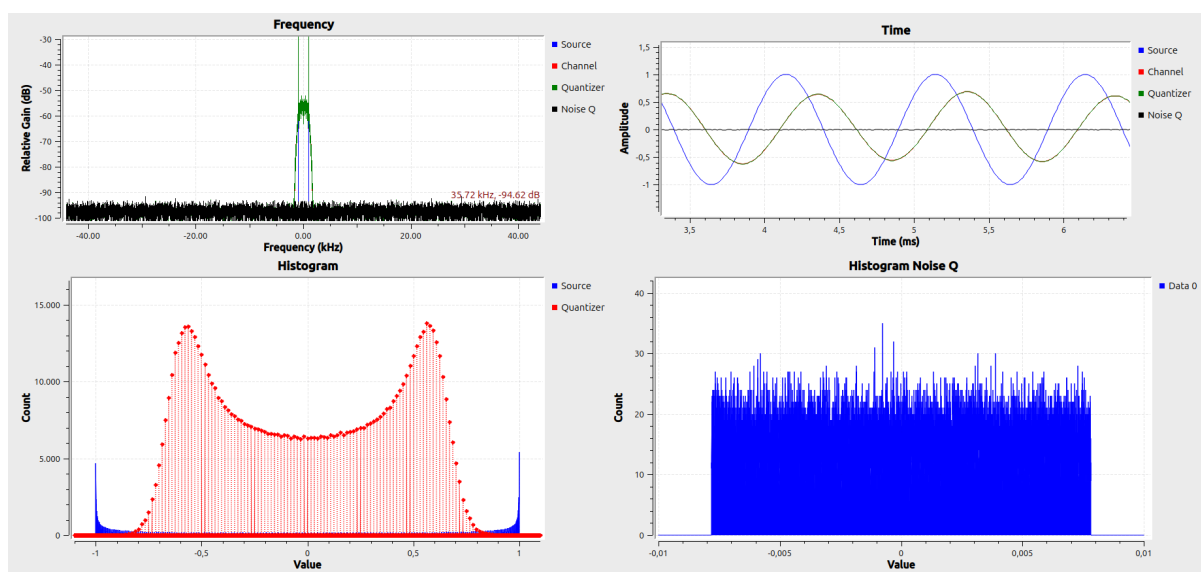 Frequency
Relative Gain (dB)
-30
-40
-50
-60
-70
-80
-90
-100
35.72 kHz, -94.62 dB
-40.00 -20.00 0.00 20.00 40.00
Frequency (kHz)
Source
Channel
Quantizer
Noise Q
Time
Amplitude
1,5
1
0,5
0
-0,5
-1
3,5 4 4,5 5 5,5 6
Time (ms)
Source
Channel
Quantizer
Noise Q
Histogram
Count
15.000
10.000
5.000
0
-1 -0,5 0 0,5 1
Value
Source
Quantizer
Histogram Noise Q
Count
40
30
20
10
0
-0,01 -0,005 0 0,005 0,01
Value
Data 0